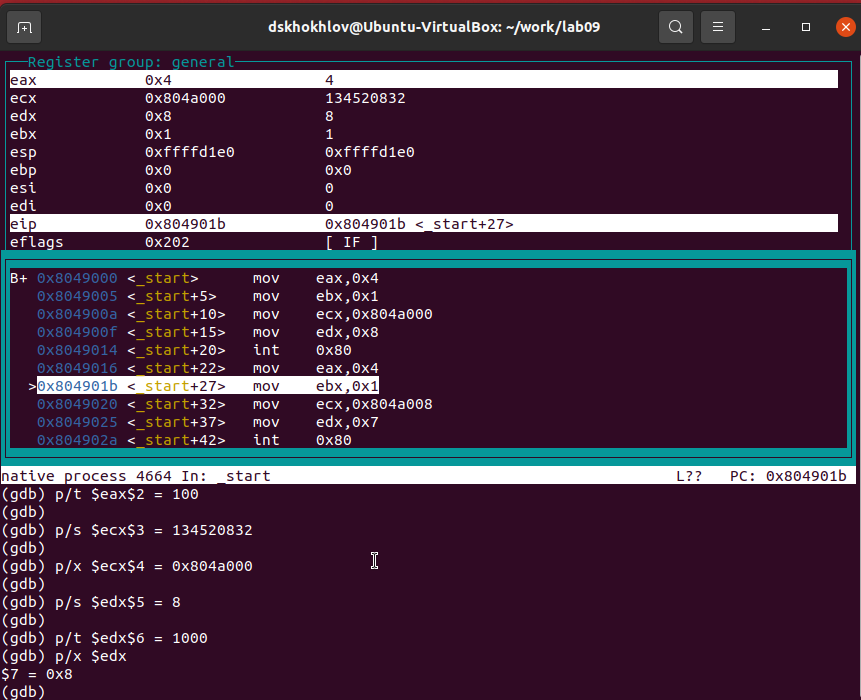 dskhokhlov@Ubuntu-VirtualBox: ~/work/lab09
Register group: general
eax 0x4 4
ecx 0x804a000 134520832
edx 0x8 8
ebx 0x1 1
esp 0xffffd1e0 0xffffd1e0
ebp 0x0 0x0
esi 0x0 0
edi 0x0 0
eip 0x804901b 0x804901b <_start+27>
eflags 0x202 [ IF ]
B+ 0x8049000 <_start> mov eax,0x4
0x8049005 <_start+5> mov ebx,0x1
0x804900a <_start+10> mov ecx,0x804a000
0x804900f <_start+15> mov edx,0x8
0x8049014 <_start+20> int 0x80
0x8049016 <_start+22> mov eax,0x4
>0x804901b <_start+27> mov ebx,0x1
0x8049020 <_start+32> mov ecx,0x804a008
0x8049025 <_start+37> mov edx,0x7
0x804902a <_start+42> int 0x80
native process 4664 In: _start L?? PC: 0x804901b
(gdb) p/t $eax$2 = 100
(gdb)
(gdb) p/s $ecx$3 = 134520832
(gdb)
(gdb) p/x $ecx$4 = 0x804a000
(gdb)
(gdb) p/s $edx$5 = 8
(gdb)
(gdb) p/t $edx$6 = 1000
(gdb) p/x $edx
$7 = 0x8
(gdb)